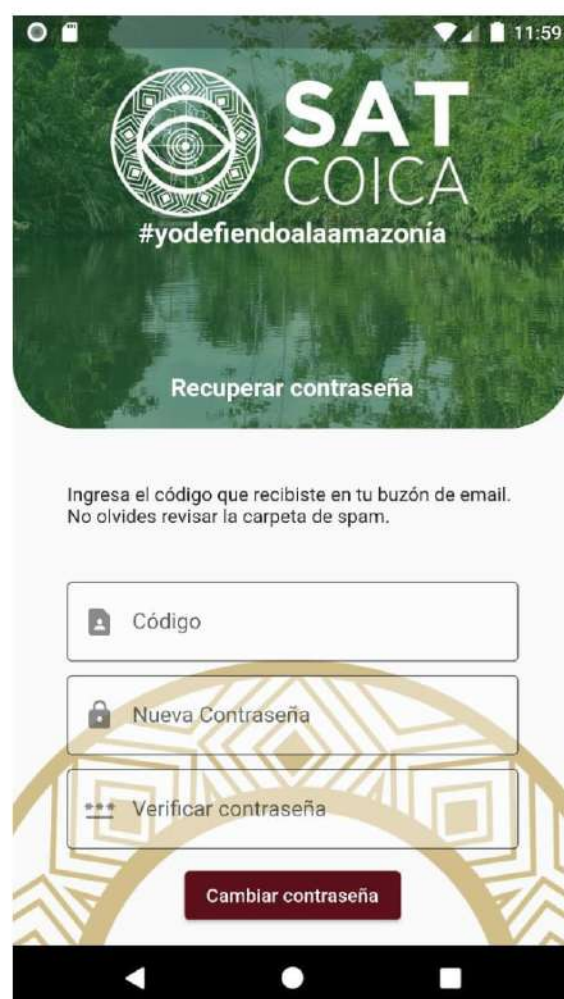 11:59
SAT
COICA
#yodefiendoalaamazonía
Recuperar contraseña
Ingresa el código que recibiste en tu buzón de email.
No olvides revisar la carpeta de spam.
Código
Nueva Contraseña
*** Verificar contraseña
Cambiar contraseña